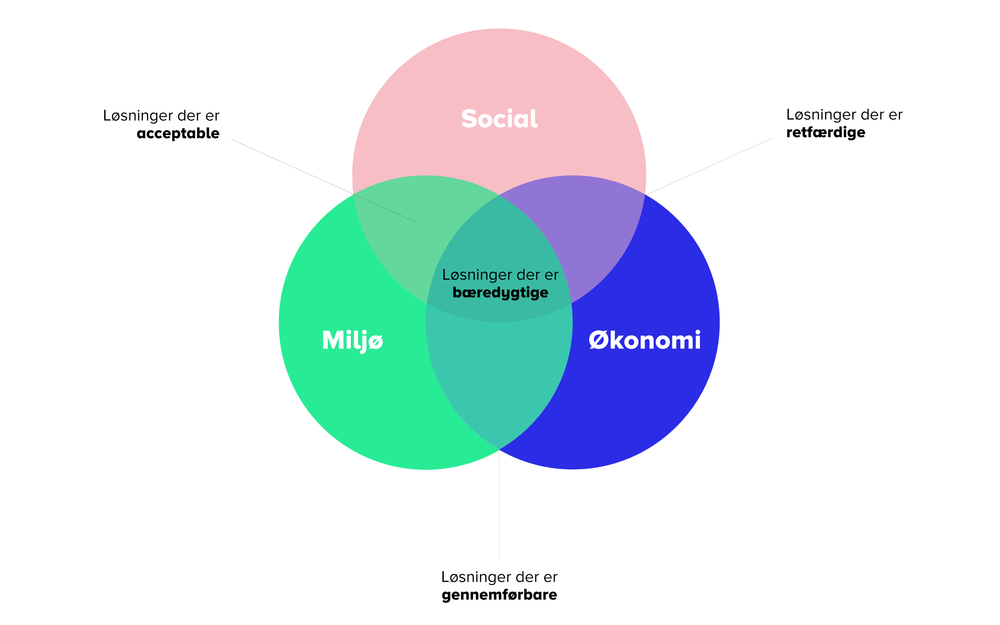 Social
Løsninger der er
acceptable
Løsninger der er
retfærdige
Løsninger der er
bæredygtige
Miljø
Økonomi
Løsninger der er
gennemførbare